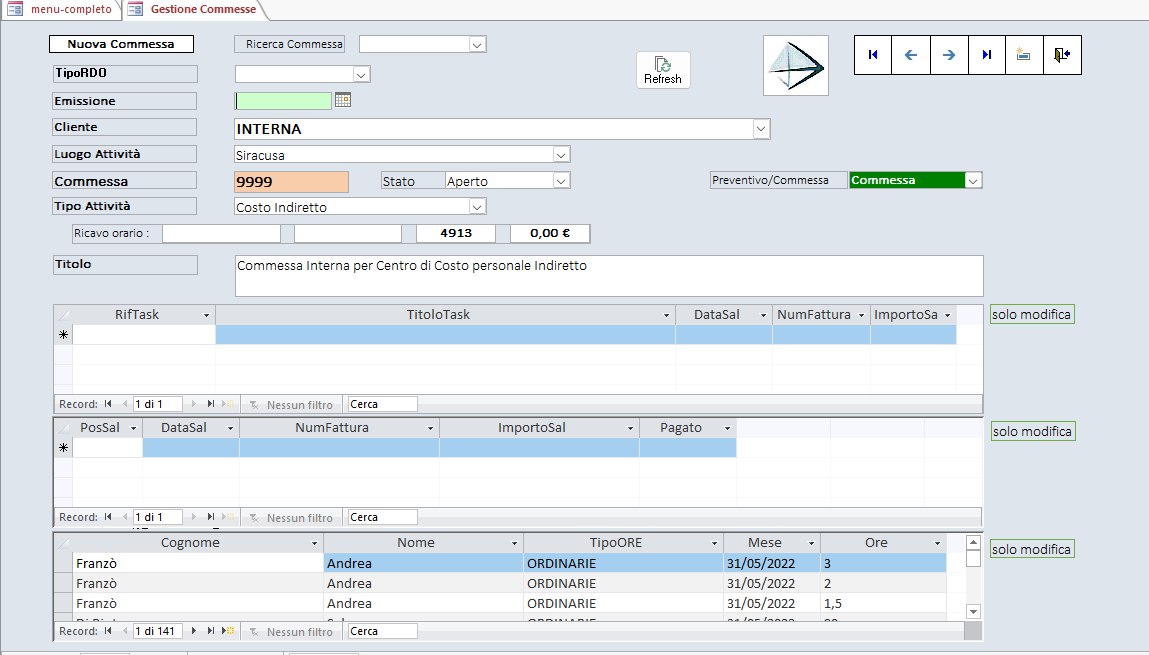 menu-completo Gestione Commesse
Nuova Commessa Ricerca Commessa
TipoRDO
Refresh
Emissione
Cliente INTERNA
Luogo Attività Siracusa
Commessa 9999 Stato Aperto Preventivo/Commessa Commessa
Tipo Attività Costo Indiretto
Ricavo orario : 4913 0,00 €
Titolo Commessa Interna per Centro di Costo personale Indiretto
RifTask TitoloTask DataSal NumFattura ImportoSa solo modifica
Record: 1 di 1 Nessun filtro Cerca
PosSal DataSal NumFattura ImportoSal Pagato solo modifica
Record: 1 di 1 Nessun filtro Cerca
Cognome Nome TipoORE Mese Ore solo modifica
Franzò Andrea ORDINARIE 31/05/2022 3
Franzò Andrea ORDINARIE 31/05/2022 2
Franzò Andrea ORDINARIE 31/05/2022 1,5
Record: 1 di 141 Nessun filtro Cerca